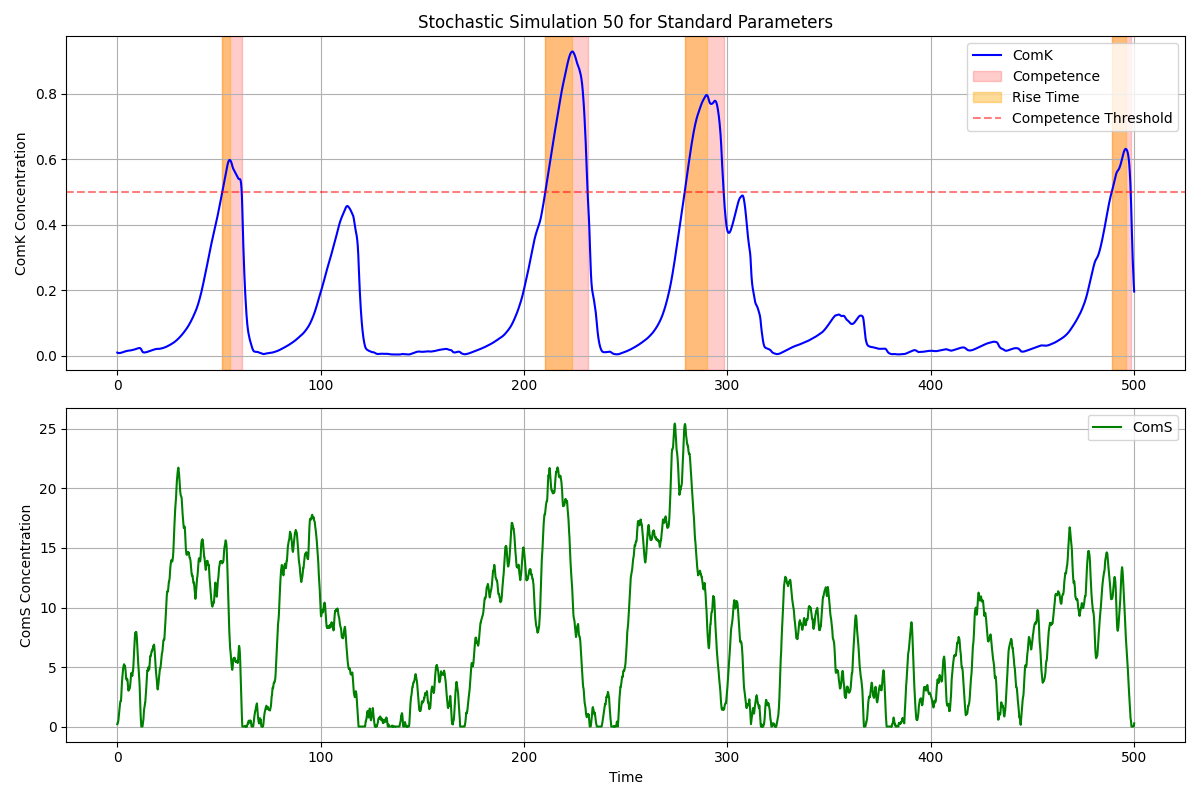 Stochastic Simulation 50 for Standard Parameters
ComK Concentration
0.8
0.6
0.4
0.2
0.0
ComK
Competence
Rise Time
Competence Threshold
0 100 200 300 400 500
ComS Concentration
25
20
15
10
5
0
ComS
0 100 200 300 400 500
Time